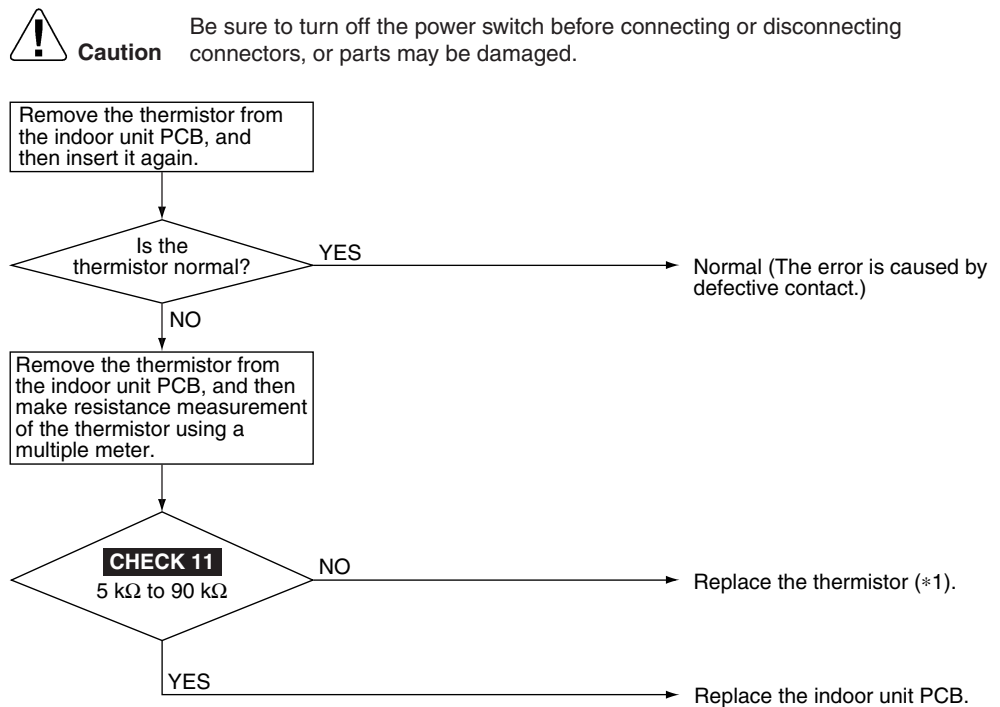 Caution
Be sure to turn off the power switch before connecting or disconnecting
connectors, or parts may be damaged.
Remove the thermistor from
the indoor unit PCB, and
then insert it again.
Is the
thermistor normal?
YES
Normal (The error is caused by
defective contact.)
NO
Remove the thermistor from
the indoor unit PCB, and then
make resistance measurement
of the thermistor using a
multiple meter.
CHECK 11
5 kΩ to 90 kΩ
NO
Replace the thermistor (∗1).
YES
Replace the indoor unit PCB.